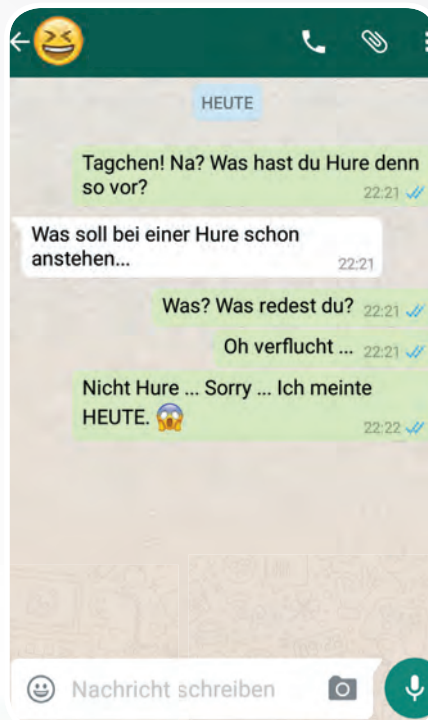 HEUTE
Tagchen! Na? Was hast du Hure denn
so vor?
22:21
Was soll bei einer Hure schon
anstehen...
22:21
Was? Was redest du? 22:21
Oh verflucht ... 22:21
Nicht Hure ... Sorry ... Ich meinte
HEUTE. 😱
22:22
Nachricht schreiben